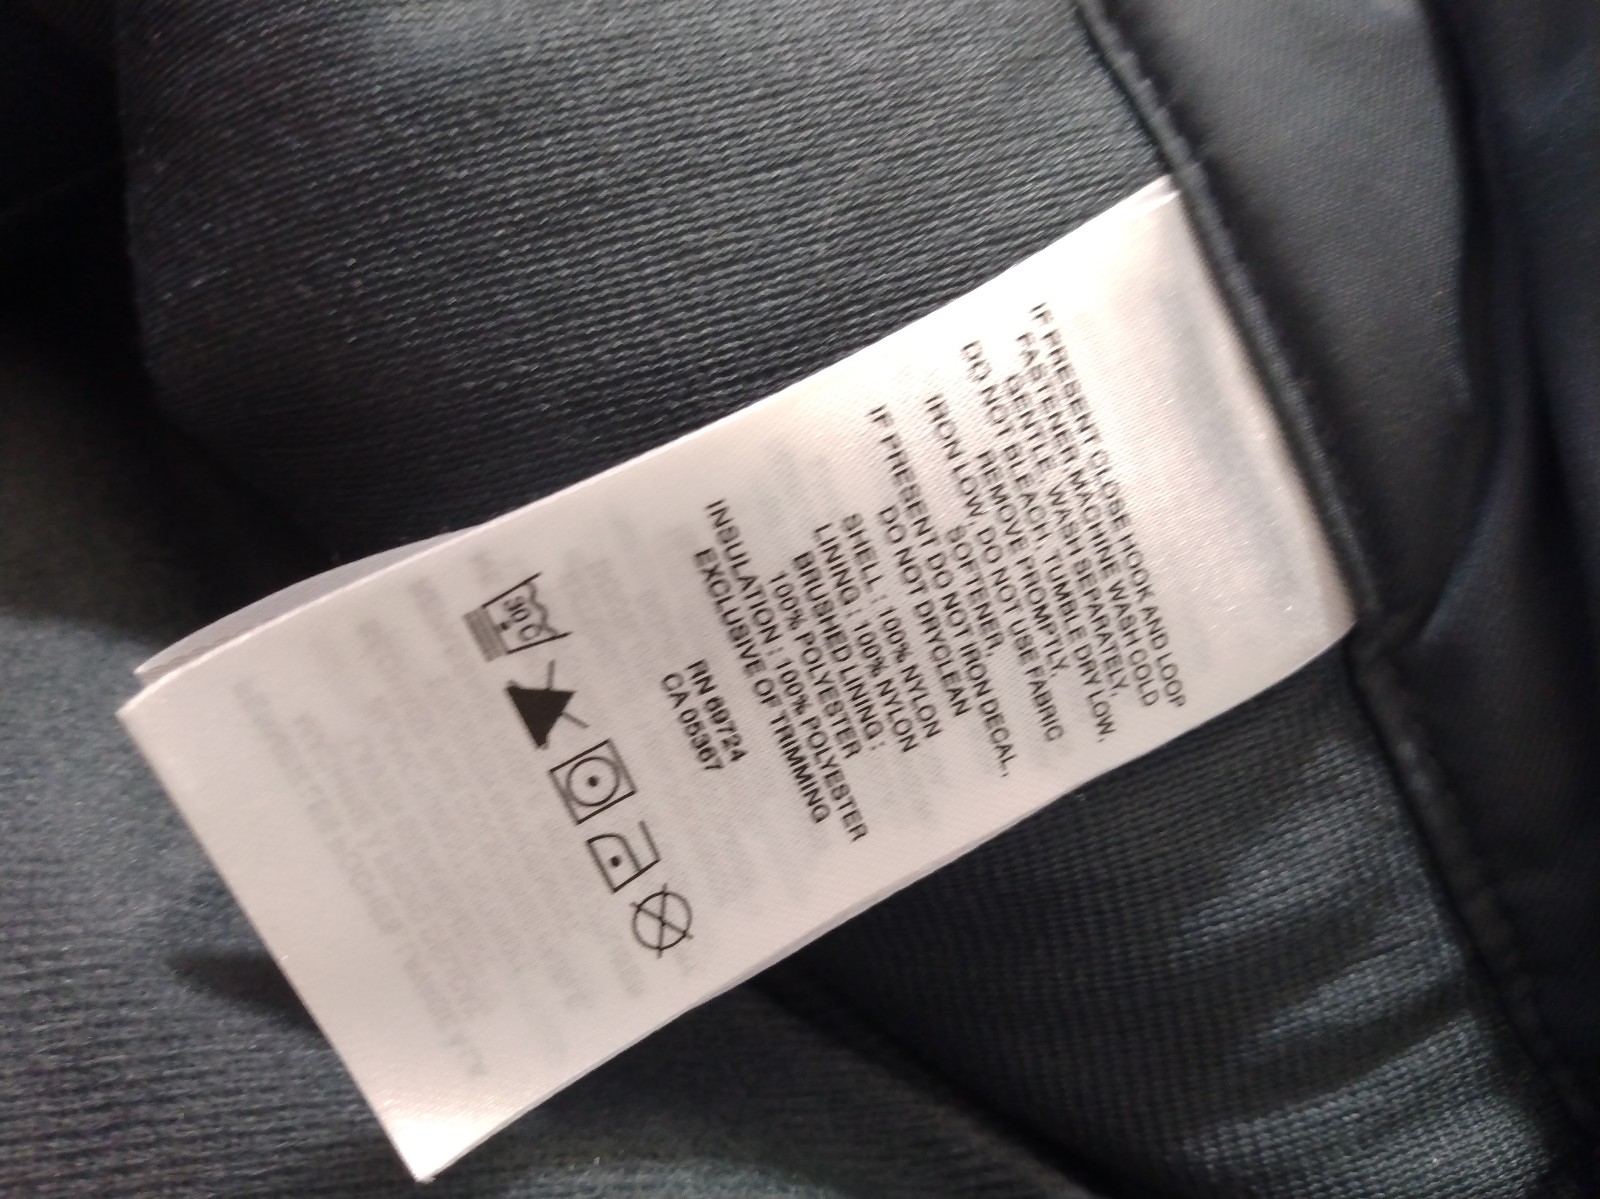 IF PRESENT CLOSE HOOK AND LOOP
FASTENER MACHINE WASH COLD
GENTLE, WASH SEPARATELY,
DO NOT BLEACH, TUMBLE DRY LOW,
REMOVE PROMPTLY,
IRON LOW, DO NOT USE FABRIC
SOFTENER,
IF PRESENT DO NOT IRON DECAL,
DO NOT DRYCLEAN
SHELL : 100% NYLON
LINING : 100% NYLON
BRUSHED LINING :
100% POLYESTER
INSULATION : 100% POLYESTER
EXCLUSIVE OF TRIMMING
RN 69724
CA 05367
30